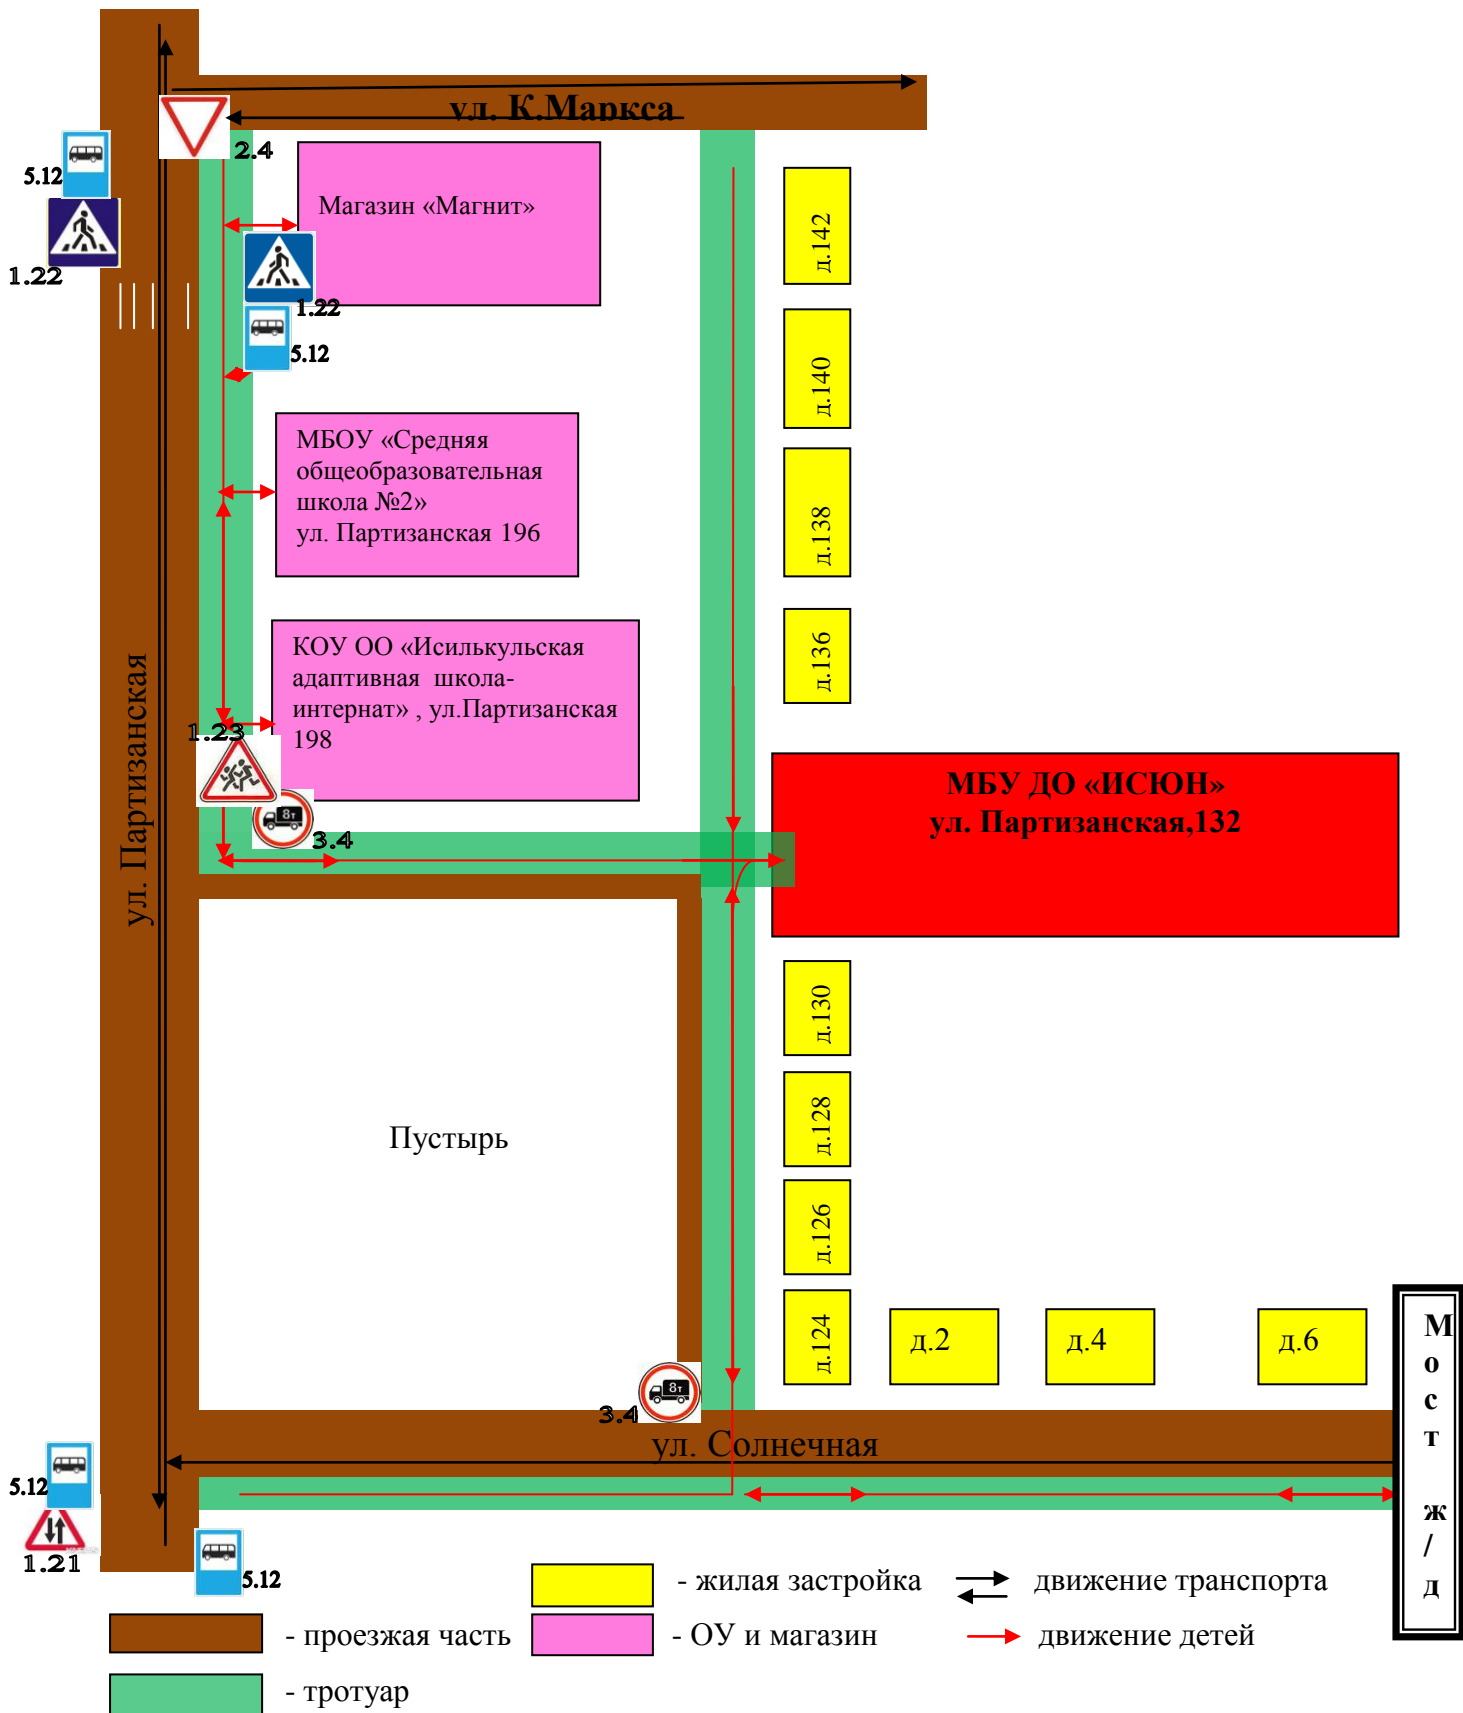 ул. К.Маркса
2.4
5.12
1.22
Магазин «Магнит»
1.22
5.12
д.142
д.140
д.138
д.136
МБОУ «Средняя
общеобразовательная
школа №2»
ул. Партизанская 196
КОУ ОО «Исилькульская
адаптивная школа-
интернат» , ул.Партизанская
198
1.23
8т
3.4
ул. Партизанская
МБУ ДО «ИСЮН»
ул. Партизанская,132
Пустырь
д.130
д.128
д.126
д.124
д.2
д.4
д.6
Мост ж/д
8т
3.4
ул. Солнечная
5.12
1.21
5.12
- жилая застройка
движение транспорта
- проезжая часть
- ОУ и магазин
движение детей
- тротуар